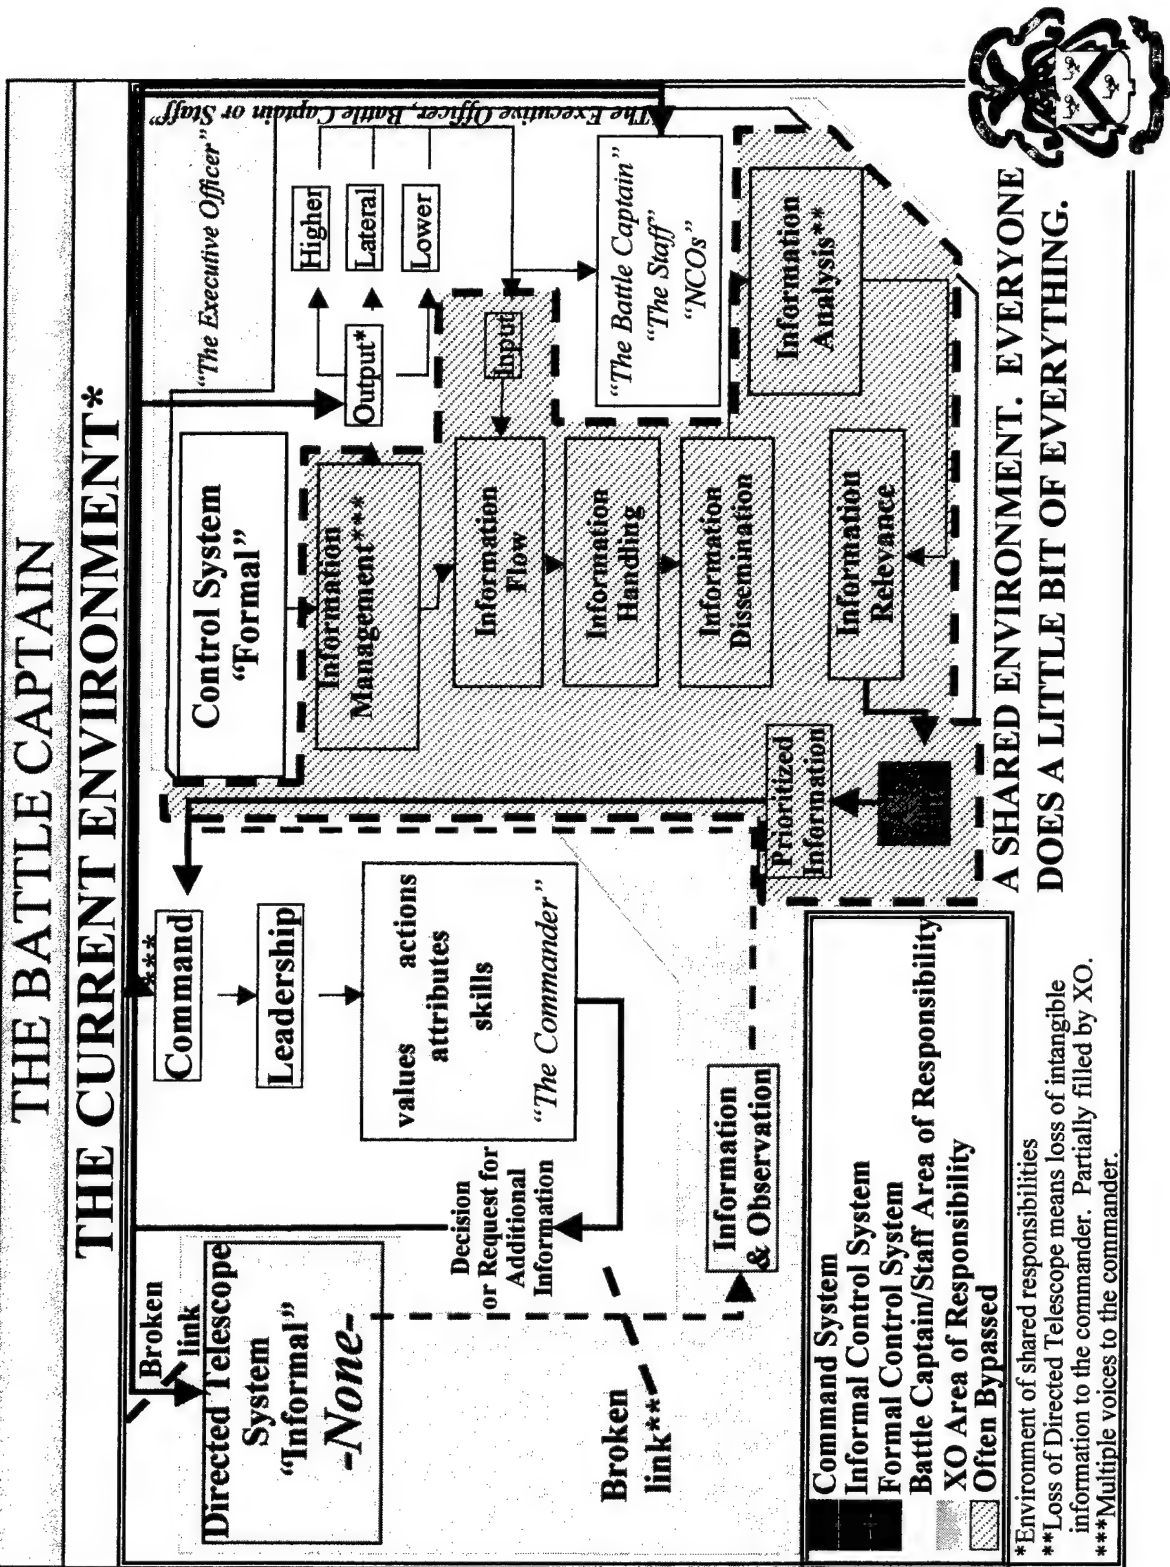 THE BATTLE CAPTAIN
THE CURRENT ENVIRONMENT*
Broken
link
Directed Telescope
System
"Informal"
-None-
Decision
or Request for
Additional
Information
Broken
link**
Information
& Observation
****
Command
Leadership
values actions
attributes
skills
"The Commander"
Control System
"Formal"
"The Executive Officer"
The Executive Officer, Battle Captain or Staff"
Information
Management***
Output*
Higher
Lateral
Lower
Input
Information
Flow
Information
Handling
Information
Dissemination
"The Battle Captain"
"The Staff"
"NCOs"
Information
Analysis**
Information
Relevance
Prioritized
Information
Command System
Informal Control System
Formal Control System
Battle Captain/Staff Area of Responsibility
XO Area of Responsibility
Often Bypassed
A SHARED ENVIRONMENT. EVERYONE
DOES A LITTLE BIT OF EVERYTHING.
*Environment of shared responsibilities
**Loss of Directed Telescope means loss of intangible
information to the commander. Partially filled by XO.
***Multiple voices to the commander.